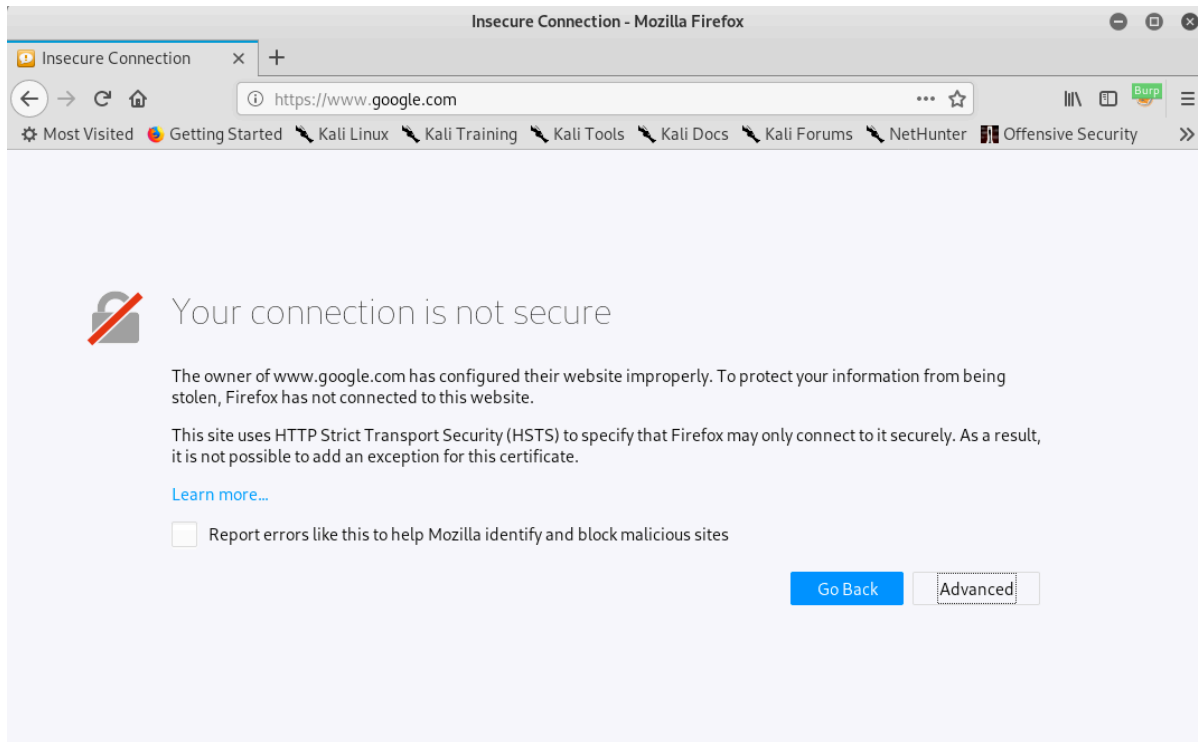 Insecure Connection - Mozilla Firefox
Insecure Connection
https://www.google.com
Burp
Most Visited Getting Started Kali Linux Kali Training Kali Tools Kali Docs Kali Forums NetHunter Offensive Security
Your connection is not secure
The owner of www.google.com has configured their website improperly. To protect your information from being
stolen, Firefox has not connected to this website.
This site uses HTTP Strict Transport Security (HSTS) to specify that Firefox may only connect to it securely. As a result,
it is not possible to add an exception for this certificate.
Learn more...
Report errors like this to help Mozilla identify and block malicious sites
Go Back Advanced